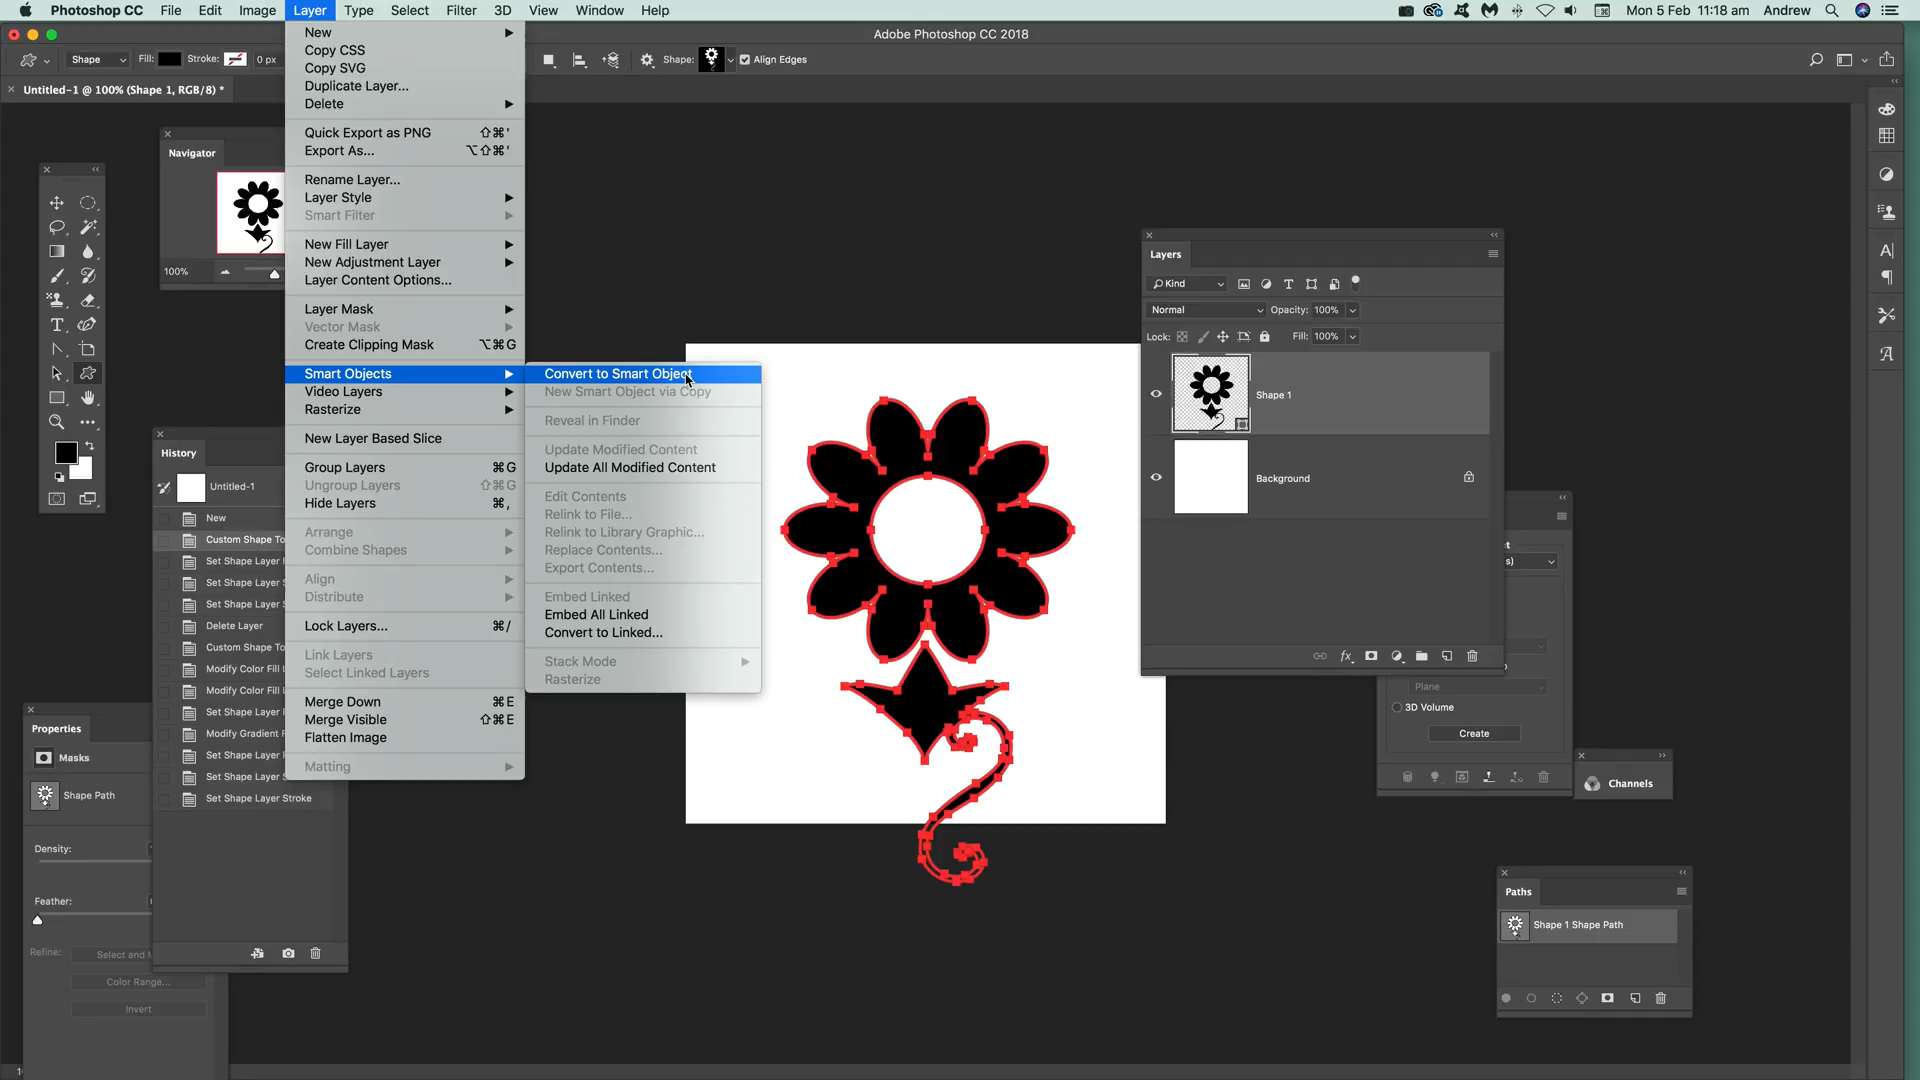 Photoshop CC File Edit Image Layer Type Select Filter 3D View Window Help Mon 5 Feb 11:18 am Andrew
Adobe Photoshop CC 2018
Shape Fill: Stroke: 0 px Shape: Align Edges
Untitled-1 @ 100% (Shape 1, RGB/8) *
New
Copy CSS
Copy SVG
Duplicate Layer...
Delete
Quick Export as PNG ⇧⌘'
Export As... ⌥⇧⌘'
Rename Layer...
Layer Style
Smart Filter
New Fill Layer
New Adjustment Layer
Layer Content Options...
Layer Mask
Vector Mask
Create Clipping Mask ⌥⌘G
Smart Objects
Video Layers
Rasterize
New Layer Based Slice
Group Layers ⌘G
Ungroup Layers ⇧⌘G
Hide Layers ⌘,
Arrange
Combine Shapes
Align
Distribute
Lock Layers... ⌘/
Link Layers
Select Linked Layers
Merge Down ⌘E
Merge Visible ⇧⌘E
Flatten Image
Matting
Convert to Smart Object
New Smart Object via Copy
Reveal in Finder
Update Modified Content
Update All Modified Content
Edit Contents
Relink to File...
Relink to Library Graphic...
Replace Contents...
Export Contents...
Embed Linked
Embed All Linked
Convert to Linked...
Stack Mode
Rasterize
Navigator
100%
History
Untitled-1
New
Custom Shape To
Set Shape Layer F
Set Shape Layer S
Set Shape Layer S
Delete Layer
Custom Shape To
Modify Color Fill L
Modify Color Fill L
Set Shape Layer F
Modify Gradient F
Set Shape Layer S
Set Shape Layer S
Set Shape Layer Stroke
Properties
Masks
Shape Path
Density:
Feather:
Refine: Select and M
Color Range...
Invert
Layers
Kind
Normal Opacity: 100%
Lock: Fill: 100%
Shape 1
Background
Plane
3D Volume
Create
Channels
Paths
Shape 1 Shape Path